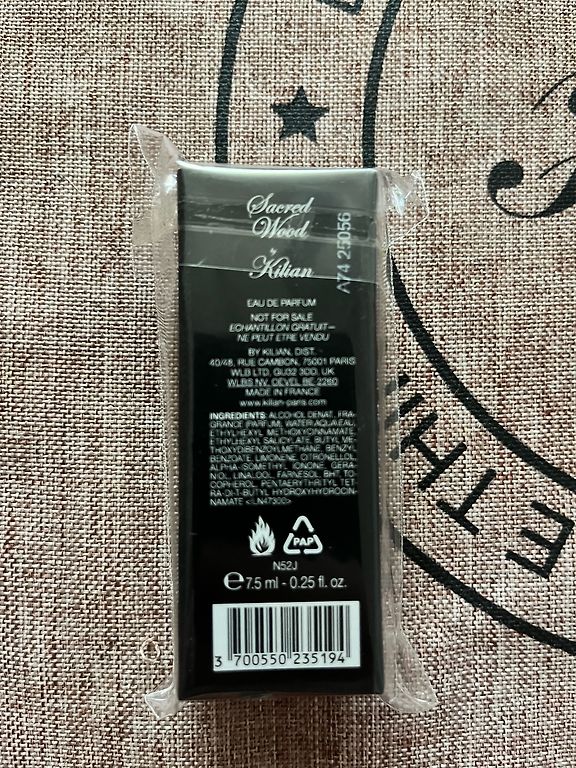 Sacred
Wood
by
Kilian
A74 25056
EAU DE PARFUM
NOT FOR SALE
ECHANTILLON GRATUIT–
NE PEUT ETRE VENDU
BY KILIAN, DIST.
40/48, RUE CAMBON, 75001 PARIS
WLB LTD, GU32 3DD, UK
WLBS NV, OEVEL BE 2260
MADE IN FRANCE
www.kilian-paris.com
INGREDIENTS: ALCOHOL DENAT., FRA-
GRANCE (PARFUM), WATER\AQUA\EAU,
ETHYLHEXYL METHOXYCINNAMATE,
ETHYLHEXYL SALICYLATE, BUTYL ME-
THOXYDIBENZOYLMETHANE, BENZYL
BENZOATE, LIMONENE, CITRONELLOL,
ALPHA-ISOMETHYL IONONE, GERA-
NIOL, LINALOOL, FARNESOL, BHT, TO-
COPHEROL, PENTAERYTHRITYL TET-
RA-DI-T-BUTYL HYDROXYHYDROCIN-
NAMATE <ILN47300>
PAP
N52J
e 7.5 ml - 0.25 fl. oz.
3 700550 235194
E THI